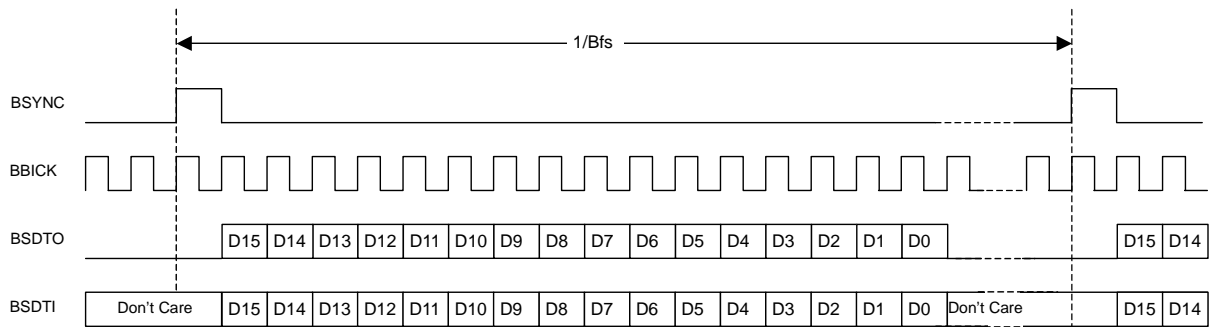 1/Bfs
BSYNC
BBICK
BSDTO D15 D14 D13 D12 D11 D10 D9 D8 D7 D6 D5 D4 D3 D2 D1 D0 D15 D14
BSDTI Don't Care D15 D14 D13 D12 D11 D10 D9 D8 D7 D6 D5 D4 D3 D2 D1 D0 Don't Care D15 D14